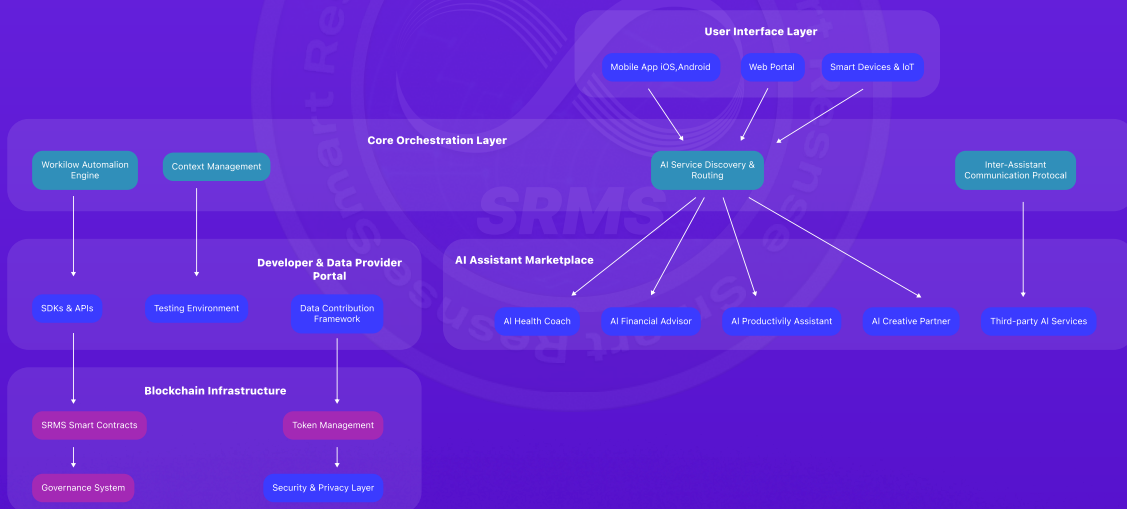 User Interface Layer
Mobile App iOS,Android
Web Portal
Smart Devices & IoT
Core Orchestration Layer
Workilow Automalion
Engine
Context Management
AI Service Discovery &
Routing
Inter-Assistant
Communication Protocal
SRMS
Developer & Data Provider
Portal
SDKs & APIs
Testing Environment
Data Contribution
Framework
AI Assistant Marketplace
AI Health Coach
AI Financial Advisor
AI Productivily Assistant
AI Creative Partner
Third-party AI Services
Blockchain Infrastructure
SRMS Smart Contracts
Token Management
Governance System
Security & Privacy Layer